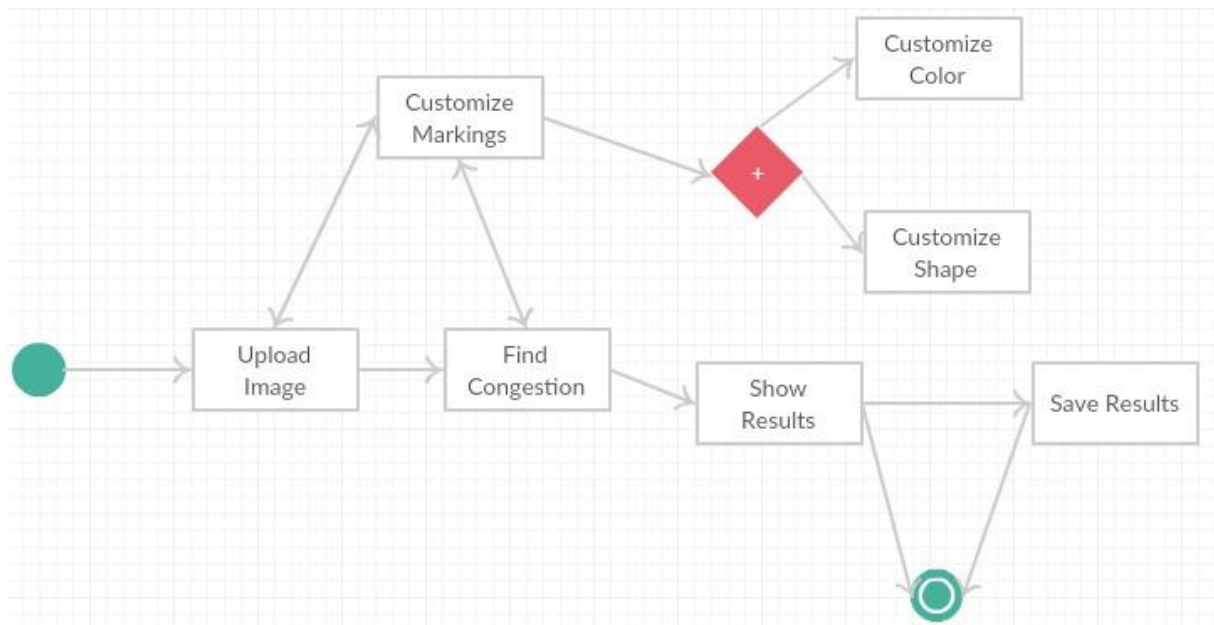 Customize
Color
Customize
Markings
+
Customize
Shape
Upload
Image
Find
Congestion
Show
Results
Save Results